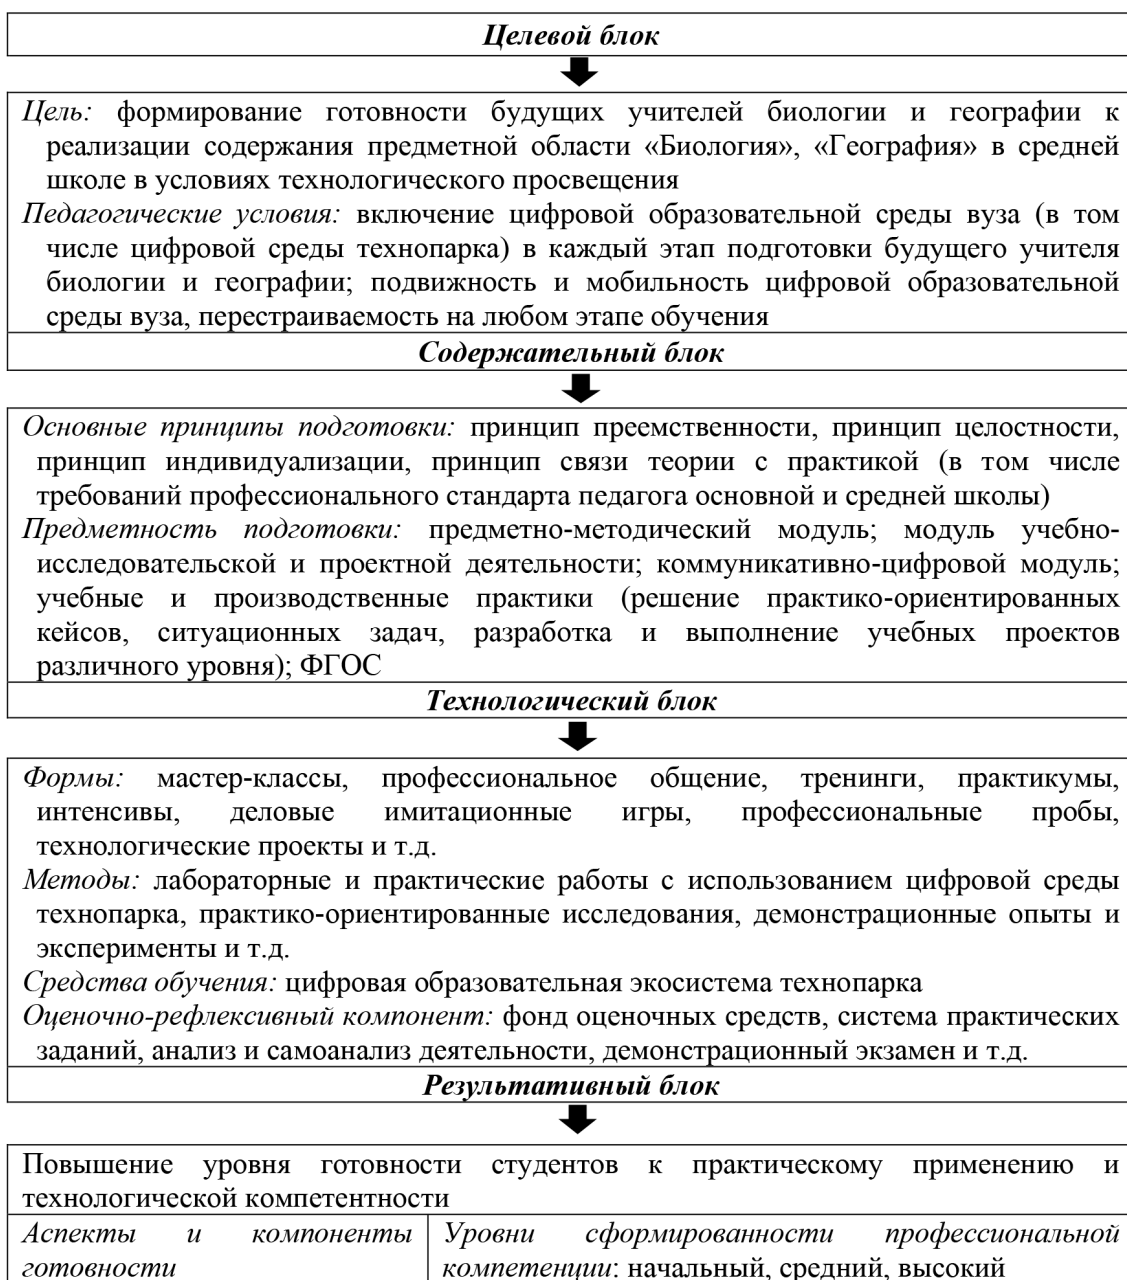 Целевой блок
Цель: формирование готовности будущих учителей биологии и географии к
реализации содержания предметной области «Биология», «География» в средней
школе в условиях технологического просвещения
Педагогические условия: включение цифровой образовательной среды вуза (в том
числе цифровой среды технопарка) в каждый этап подготовки будущего учителя
биологии и географии; подвижность и мобильность цифровой образовательной
среды вуза, перестраиваемость на любом этапе обучения
Содержательный блок
Основные принципы подготовки: принцип преемственности, принцип целостности,
принцип индивидуализации, принцип связи теории с практикой (в том числе
требований профессионального стандарта педагога основной и средней школы)
Предметность подготовки: предметно-методический модуль; модуль учебно-
исследовательской и проектной деятельности; коммуникативно-цифровой модуль;
учебные и производственные практики (решение практико-ориентированных
кейсов, ситуационных задач, разработка и выполнение учебных проектов
различного уровня); ФГОС
Технологический блок
Формы: мастер-классы, профессиональное общение, тренинги, практикумы,
интенсивы, деловые имитационные игры, профессиональные пробы,
технологические проекты и т.д.
Методы: лабораторные и практические работы с использованием цифровой среды
технопарка, практико-ориентированные исследования, демонстрационные опыты и
эксперименты и т.д.
Средства обучения: цифровая образовательная экосистема технопарка
Оценочно-рефлексивный компонент: фонд оценочных средств, система практических
заданий, анализ и самоанализ деятельности, демонстрационный экзамен и т.д.
Результативный блок
Повышение уровня готовности студентов к практическому применению и
технологической компетентности
Аспекты и компоненты
готовности
Уровни сформированности профессиональной
компетенции: начальный, средний, высокий